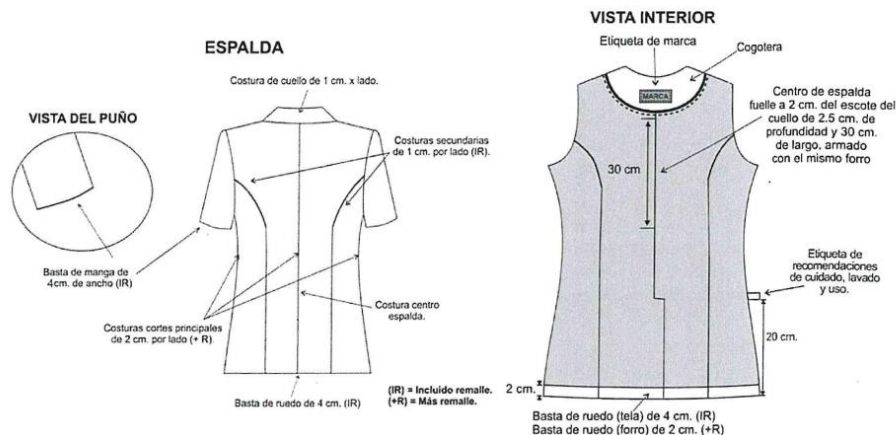 ESPALDA
Costura de cuello de 1 cm. x lado.
VISTA DEL PUÑO
Costuras secundarias
de 1 cm. por lado (IR).
Basta de manga de
4cm. de ancho (IR)
Costuras cortes principales
de 2 cm. por lado (+ R).
Costura centro
espalda.
Basta de ruedo de 4 cm. (IR)
(IR) = Incluido remalle.
(+R) = Más remalle.
VISTA INTERIOR
Etiqueta de marca
Cogotera
MARCA
Centro de espalda
fuelle a 2 cm. del escote del
cuello de 2.5 cm. de
profundidad y 30 cm.
de largo, armado
con el mismo forro
30 cm
Etiqueta de
recomendaciones
de cuidado, lavado
y uso.
20 cm.
2 cm.
Basta de ruedo (tela) de 4 cm. (IR)
Basta de ruedo (forro) de 2 cm. (+R)